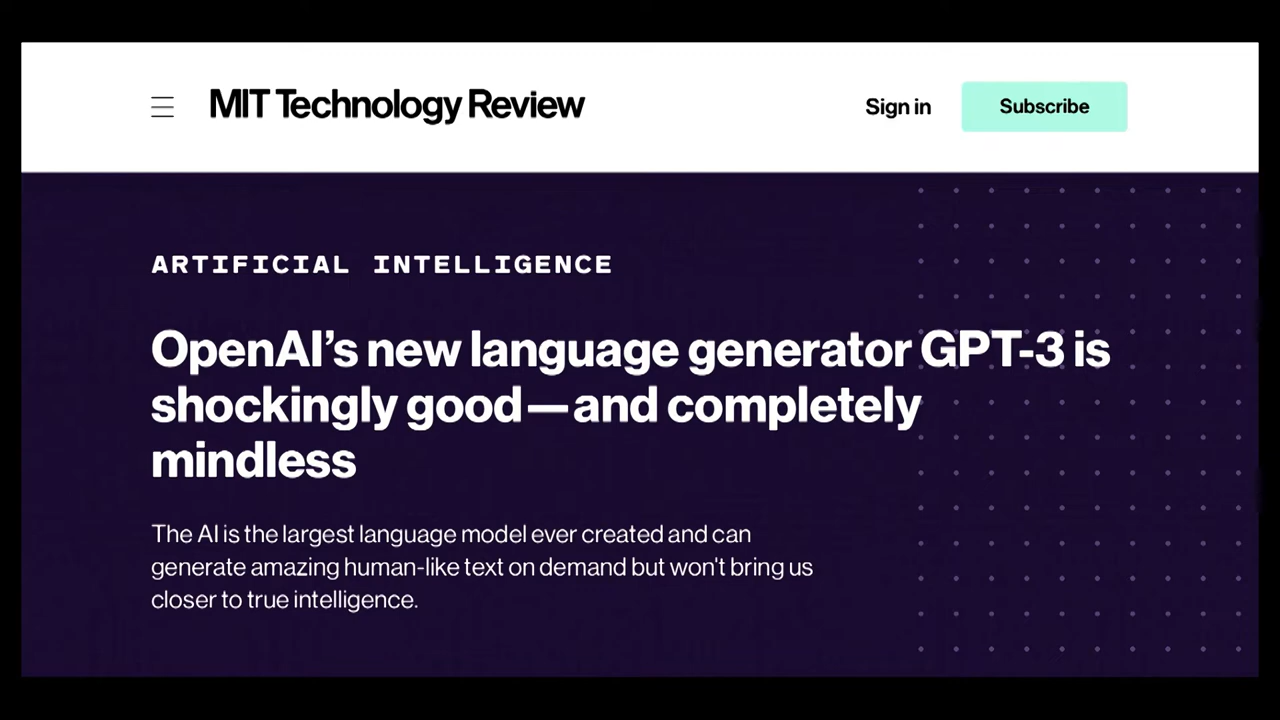 MIT Technology Review
Sign in
Subscribe
ARTIFICIAL INTELLIGENCE
OpenAI’s new language generator GPT-3 is
shockingly good—and completely
mindless
The AI is the largest language model ever created and can
generate amazing human-like text on demand but won't bring us
closer to true intelligence.